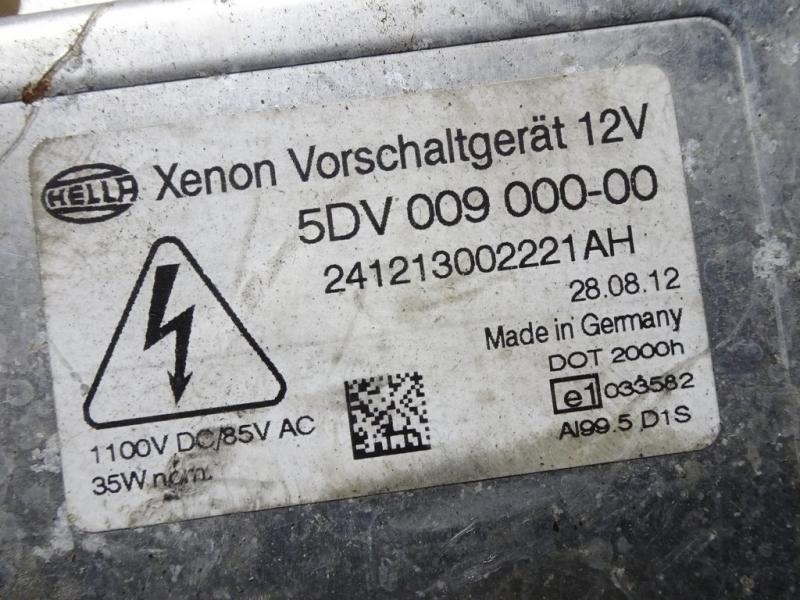 HELLA Xenon Vorschaltgerät 12V
5DV 009 000-00
241213002221AH
28.08.12
Made in Germany
DOT 2000h
e1 033582
AI99.5 D1S
1100V DC/85V AC
35W nom.